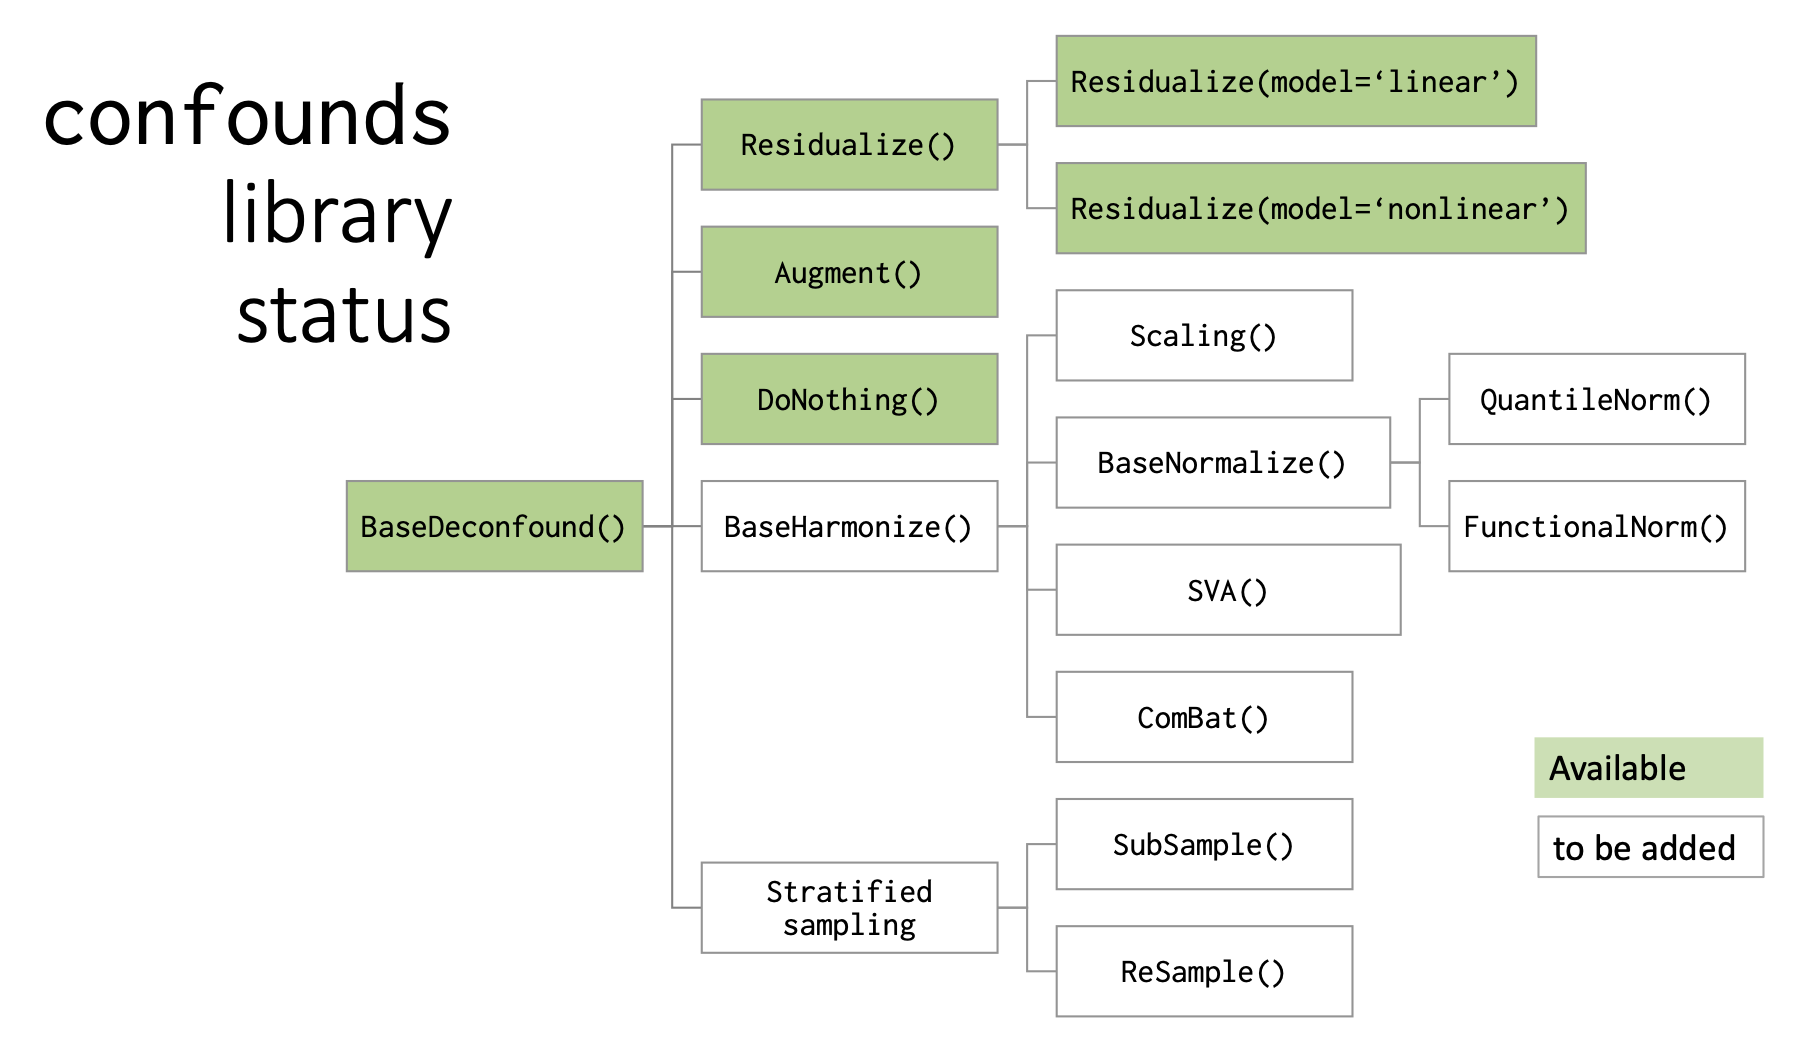 confounds
library
status
Residualize(model=‘linear’)
Residualize()
Residualize(model=‘nonlinear’)
Augment()
Scaling()
DoNothing()
QuantileNorm()
BaseNormalize()
BaseDeconfound()
BaseHarmonize()
FunctionalNorm()
SVA()
ComBat()
Available
SubSample()
to be added
Stratified
sampling
ReSample()